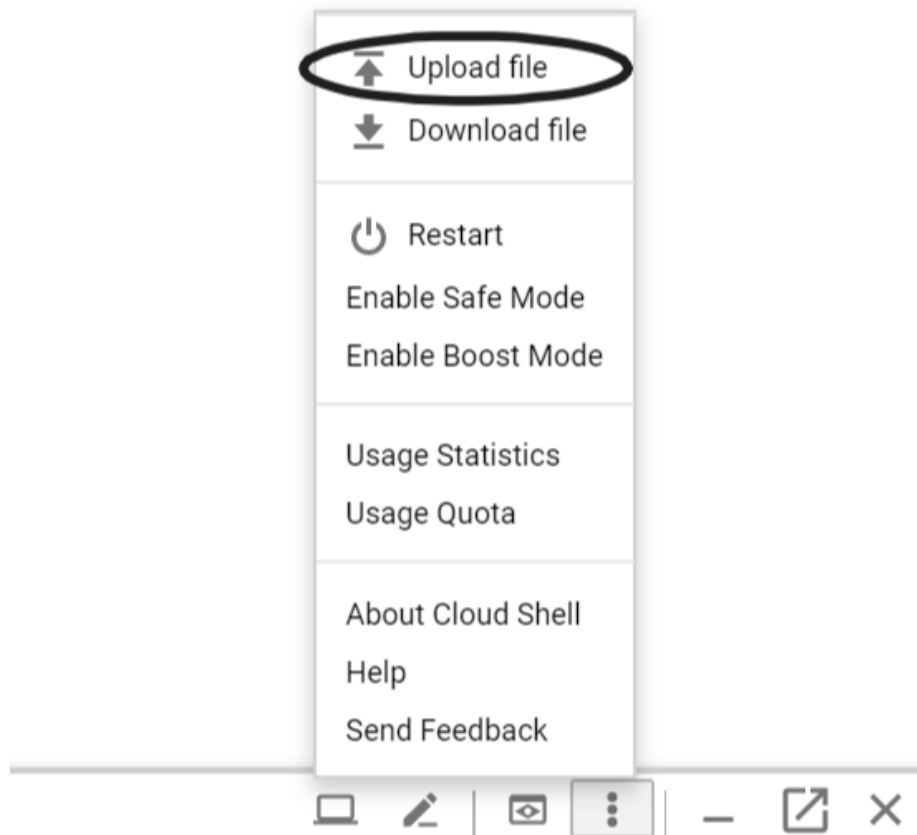 Upload file
Download file
Restart
Enable Safe Mode
Enable Boost Mode
Usage Statistics
Usage Quota
About Cloud Shell
Help
Send Feedback